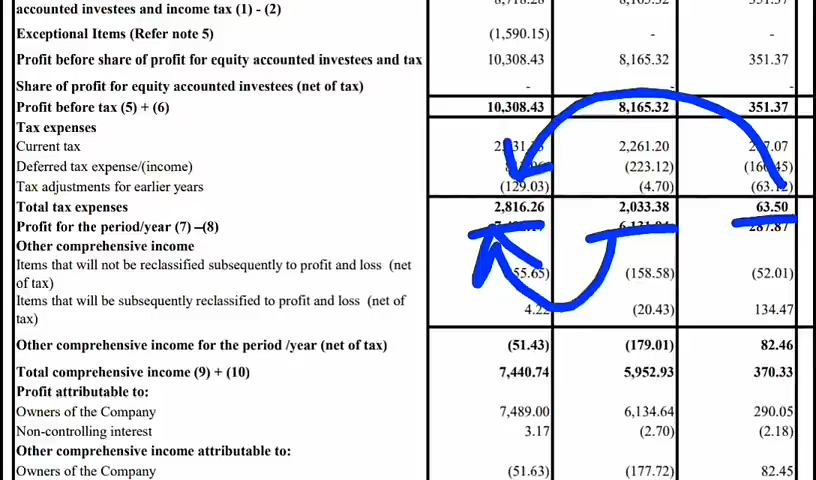 accounted investees and income tax (1) - (2) 8,718.28 8,165.32 351.37
Exceptional Items (Refer note 5) (1,590.15) - -
Profit before share of profit for equity accounted investees and tax 10,308.43 8,165.32 351.37
Share of profit for equity accounted investees (net of tax) - - -
Profit before tax (5) + (6) 10,308.43 8,165.32 351.37
Tax expenses
Current tax 2,261.20
Deferred tax expense/(income) (223.12)
Tax adjustments for earlier years (129.03) (4.70)
Total tax expenses 2,816.26 2,033.38 63.50
Profit for the period/year (7) –(8) 287.87
Other comprehensive income
Items that will not be reclassified subsequently to profit and loss (net (158.58) (52.01)
of tax)
Items that will be subsequently reclassified to profit and loss (net of (20.43) 134.47
tax)
Other comprehensive income for the period /year (net of tax) (51.43) (179.01) 82.46
Total comprehensive income (9) + (10) 7,440.74 5,952.93 370.33
Profit attributable to:
Owners of the Company 7,489.00 6,134.64 290.05
Non-controlling interest 3.17 (2.70) (2.18)
Other comprehensive income attributable to:
Owners of the Company (51.63) (177.72) 82.45